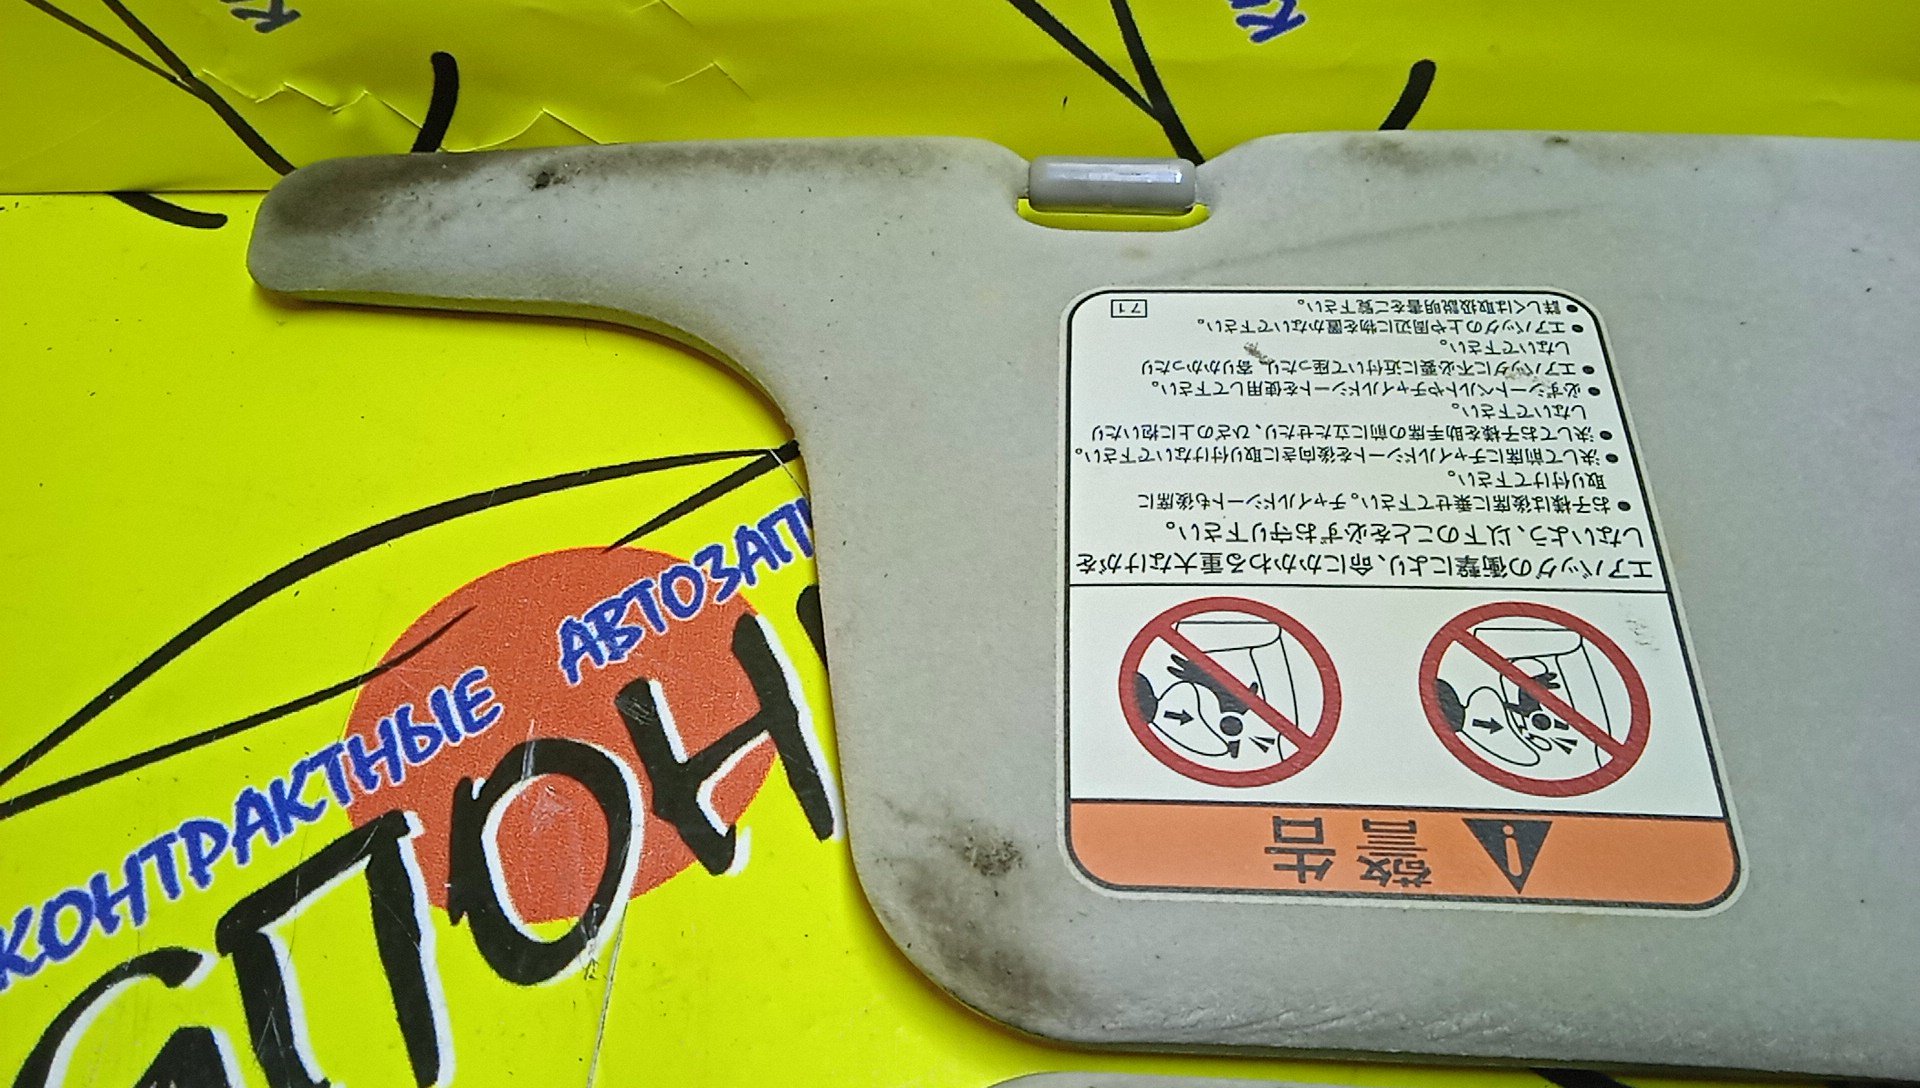 КОНТРАКТНЫЕ АВТОЗАП
ЯПОН
警告
エアバッグの衝撃により、命にかかわる重大なけがを
しないよう、以下のことを必ずお守り下さい。
●お子様は後席に乗せて下さい。チャイルドシートも後席に
取り付けて下さい。
●決して前席にチャイルドシートを後向きに取り付けないで下さい。
●決してお子様を助手席の前に立たせたり、ひざの上に抱いたり
しないで下さい。
●必ずシートベルトやチャイルドシートを使用して下さい。
●エアバッグに不必要に近付いて座ったり、寄りかかったり
しないで下さい。
●エアバッグの上や周辺に物を置かないで下さい。
●詳しくは取扱説明書をご覧下さい。
71